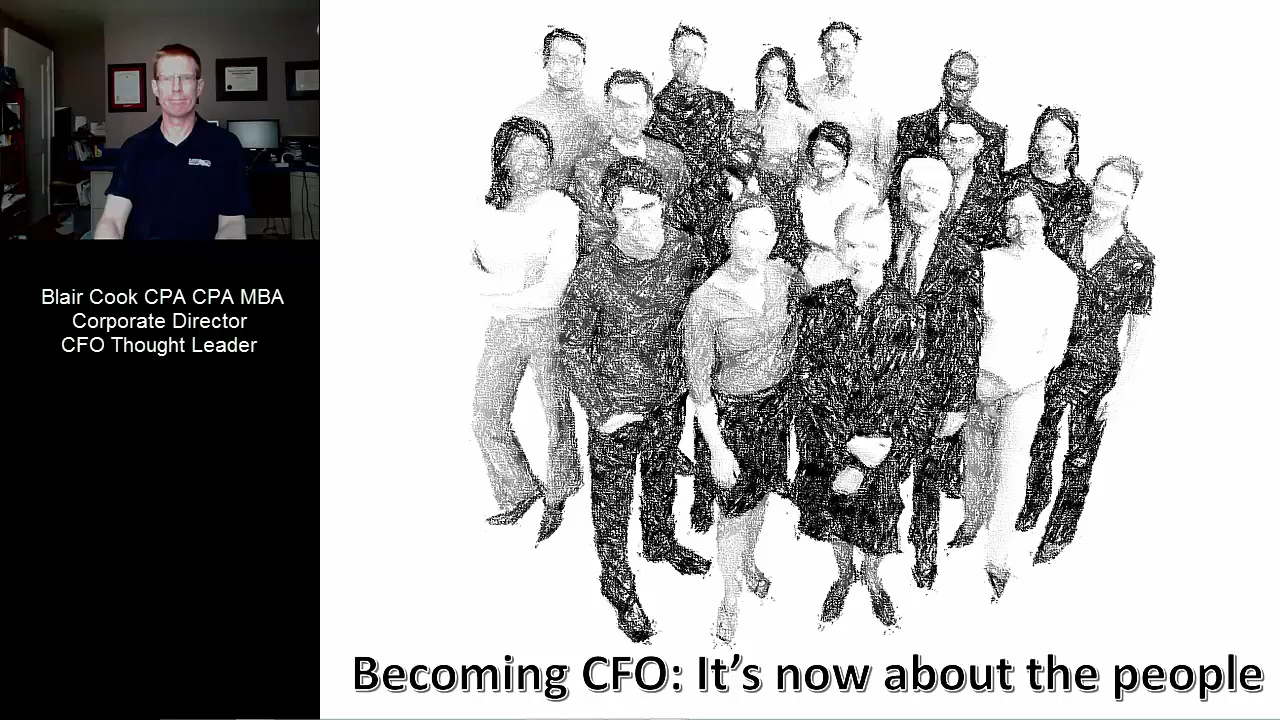 Blair Cook CPA CPA MBA
Corporate Director
CFO Thought Leader
Becoming CFO: It's now about the people